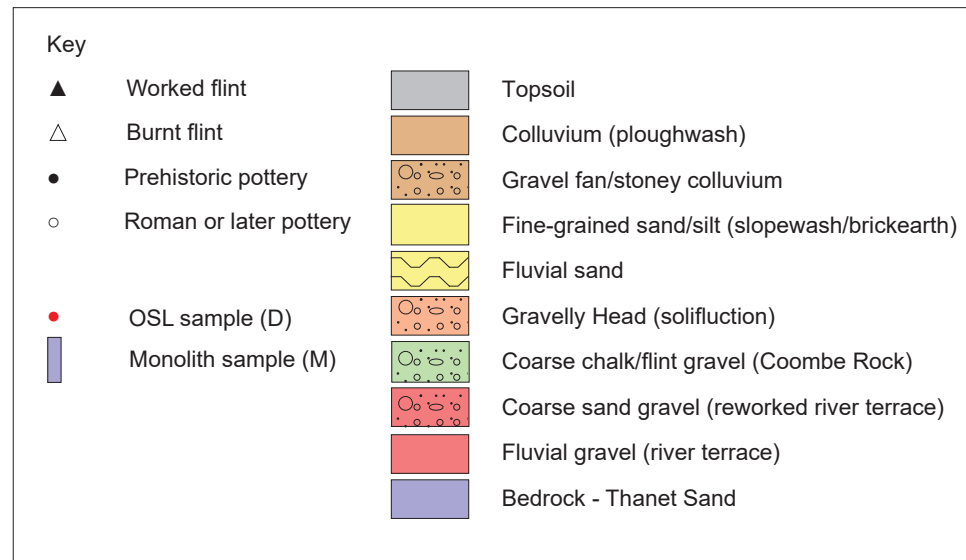 Key
Worked flint
Burnt flint
Prehistoric pottery
Roman or later pottery
OSL sample (D)
Monolith sample (M)
Topsoil
Colluvium (ploughwash)
Gravel fan/stoney colluvium
Fine-grained sand/silt (slopewash/brickearth)
Fluvial sand
Gravelly Head (solifluction)
Coarse chalk/flint gravel (Coombe Rock)
Coarse sand gravel (reworked river terrace)
Fluvial gravel (river terrace)
Bedrock - Thanet Sand